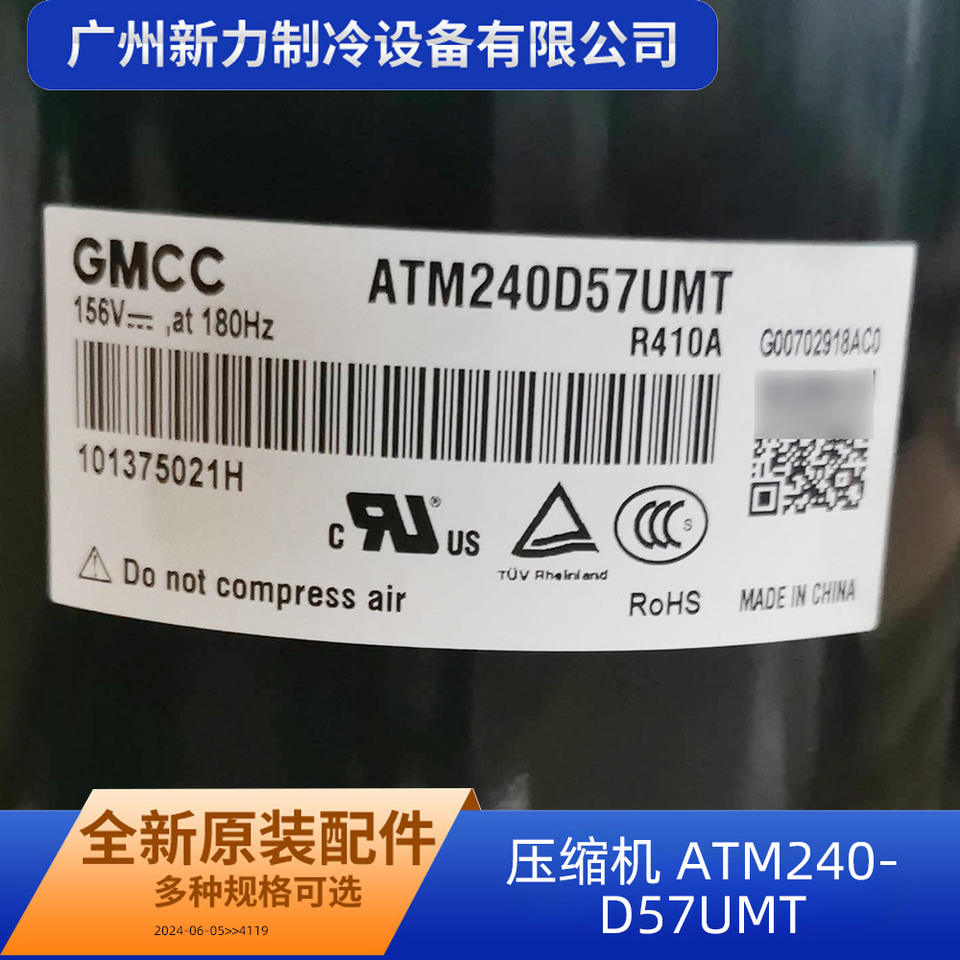 广州新力制冷设备有限公司
GMCC
ATM240D57UMT
156V⎓ ,at 180Hz
R410A
G00702918AC0
101375021H
C UR® US
TÜV Rheinland
CCC S
⚠ Do not compress air
RoHS
MADE IN CHINA
全新原装配件
多种规格可选
2024-06-05>>4119
压缩机 ATM240-
D57UMT